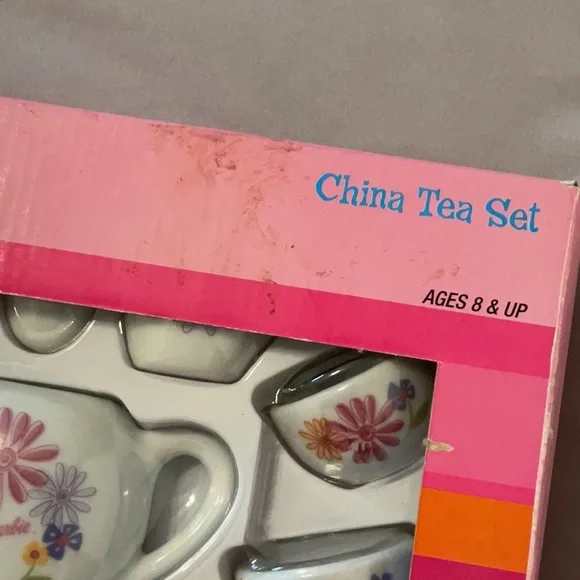 China Tea Set
AGES 8 & UP